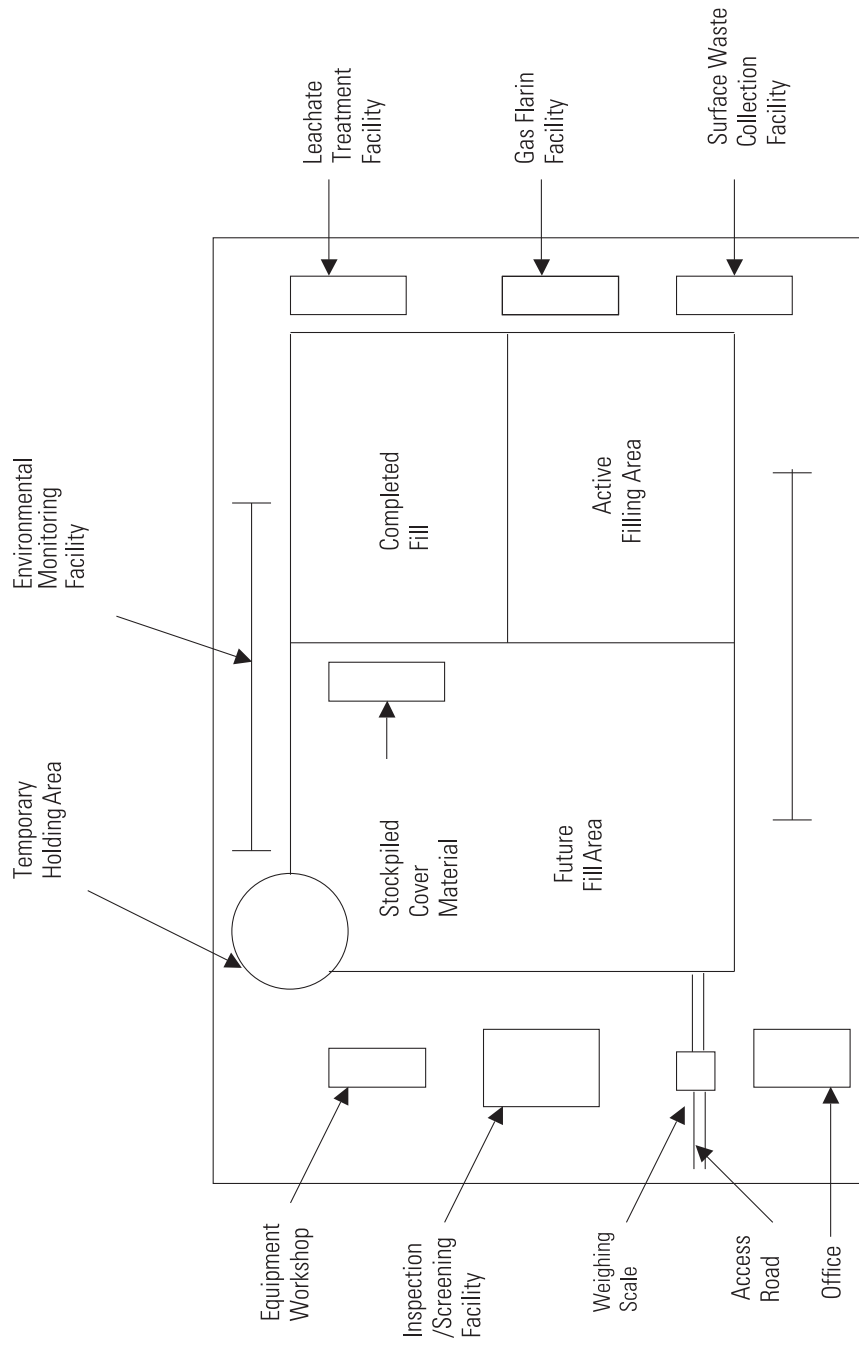 Temporary
Holding Area
Environmental
Monitoring
Facility
Equipment
Workshop
Inspection
/Screening
Facility
Weighing
Scale
Access
Road
Office
Stockpiled
Cover
Material
Future
Fill Area
Completed
Fill
Active
Filling Area
Leachate
Treatment
Facility
Gas Flarin
Facility
Surface Waste
Collection
Facility